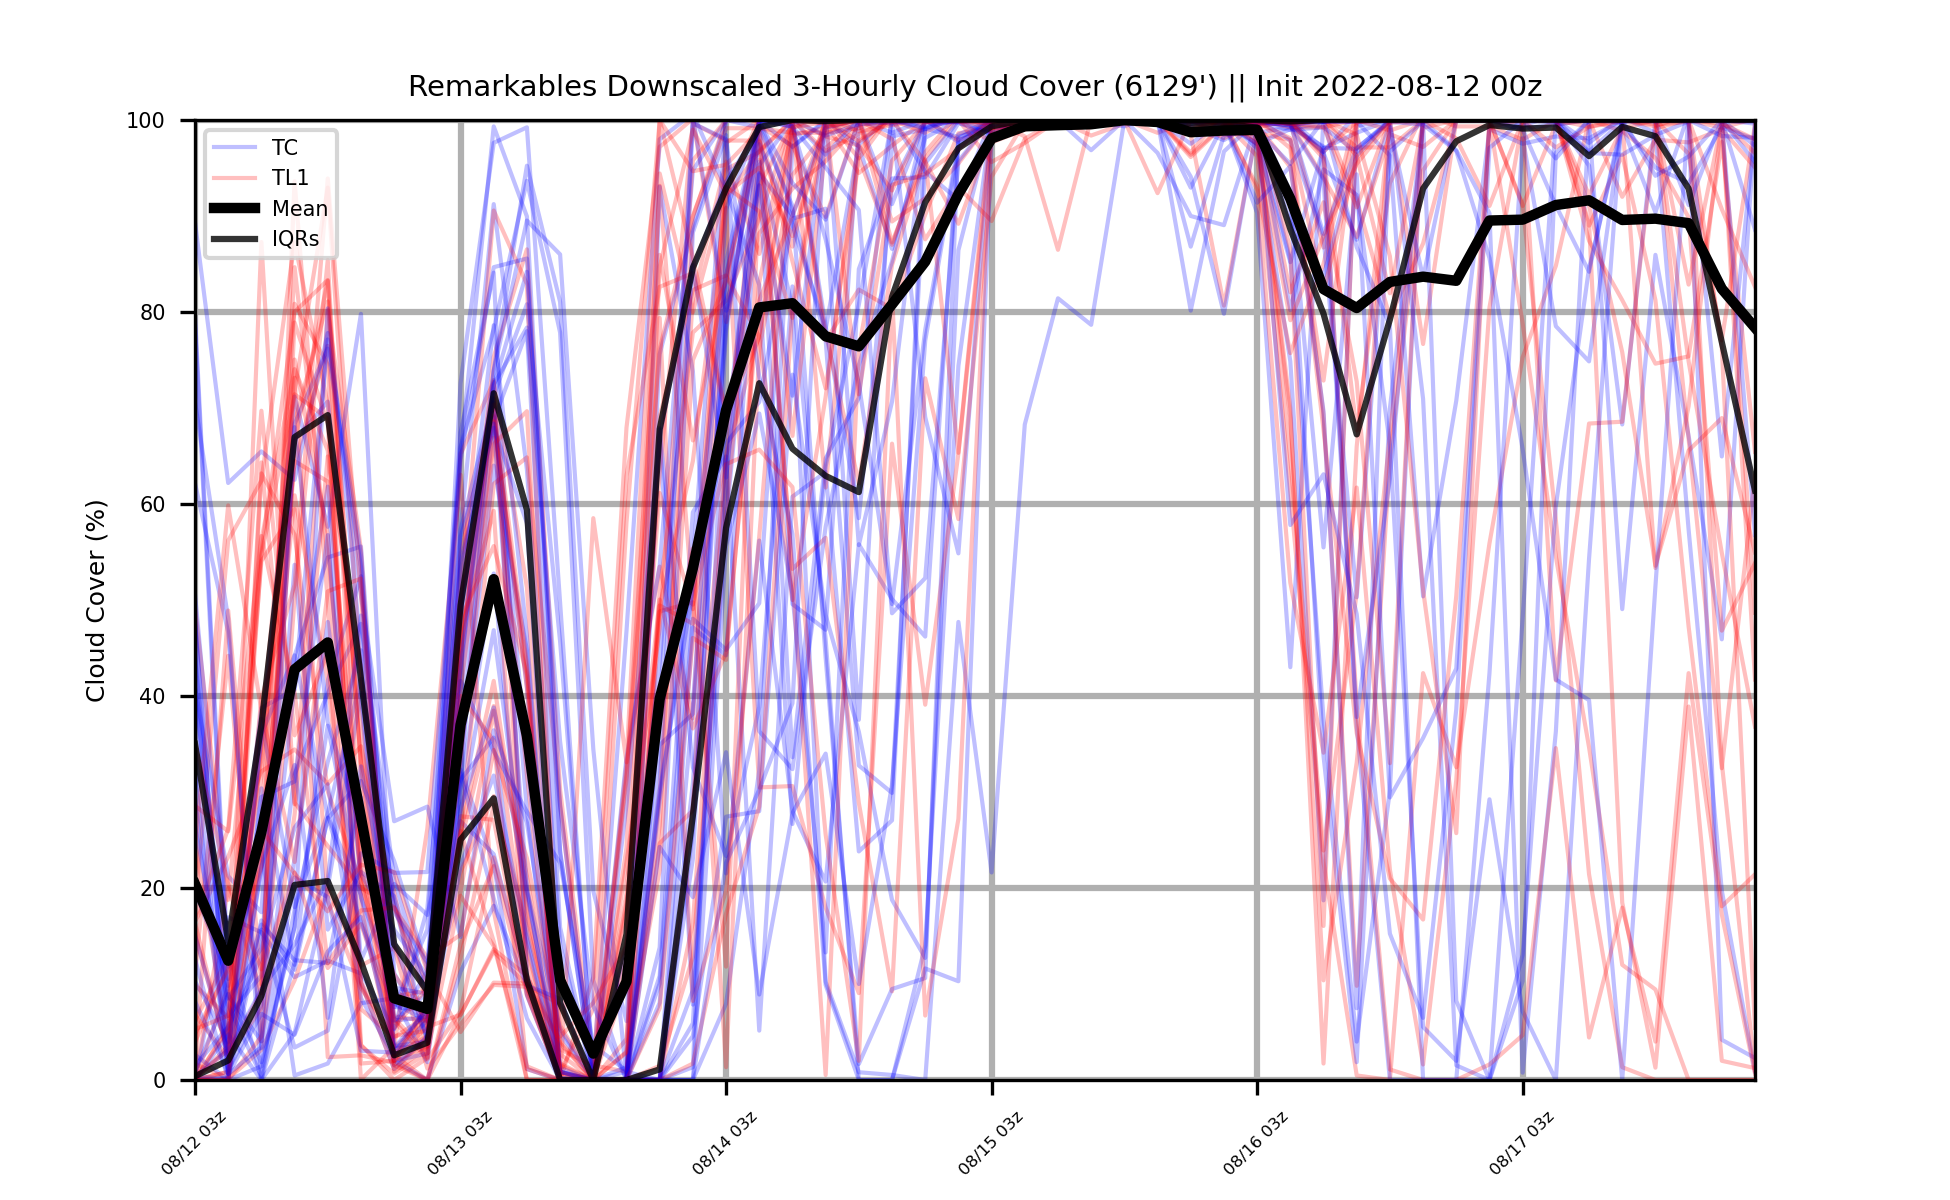 Remarkables Downscaled 3-Hourly Cloud Cover (6129') || Init 2022-08-12 00z
TC
TL1
Mean
IQRs
Cloud Cover (%)
100
80
60
40
20
0
08/12 03z
08/13 03z
08/14 03z
08/15 03z
08/16 03z
08/17 03z